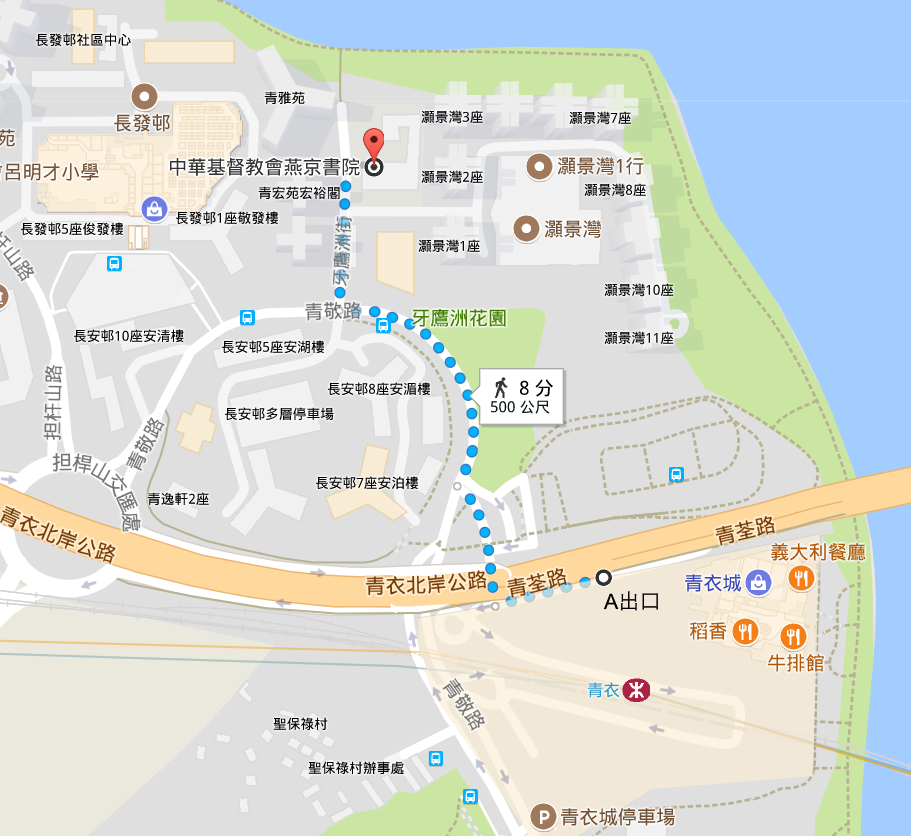 長發邨社區中心
青雅苑
長發邨
灝景灣3座
灝景灣7座
苑
呂明才小學
中華基督教會燕京書院
灝景灣2座
灝景灣1行
灝景灣8座
青宏苑宏裕閣
長發邨1座敬發樓
長發邨5座俊發樓
灝景灣
灝景灣1座
牙鷹洲街
杆山路
灝景灣10座
青敬路
牙鷹洲花園
長安邨10座安清樓
長安邨5座安湖樓
灝景灣11座
8 分
500 公尺
長安邨8座安湄樓
担杆山路
長安邨多層停車場
青敬路
担桿山交匯處
長安邨7座安泊樓
青逸軒2座
青衣北岸公路
青荃路
義大利餐廳
青衣北岸公路
青荃路
青衣城
A出口
稻香
牛排館
青衣
青敬路
聖保祿村
聖保祿村辦事處
P
青衣城停車場